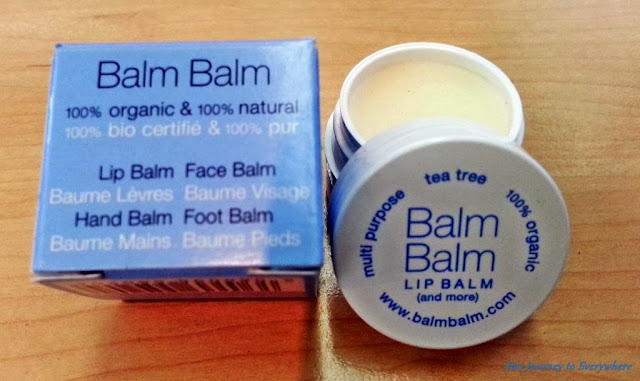 Balm Balm
100% organic & 100% natural
100% bio certifié & 100% pur
Lip Balm Face Balm
Baume Lèvres Baume Visage
Hand Balm Foot Balm
Baume Mains Baume Pieds
multi purpose tea tree 100% organic
Balm
Balm
LIP BALM
(and more)
www.balmbalm.com
Journey to Everywhere